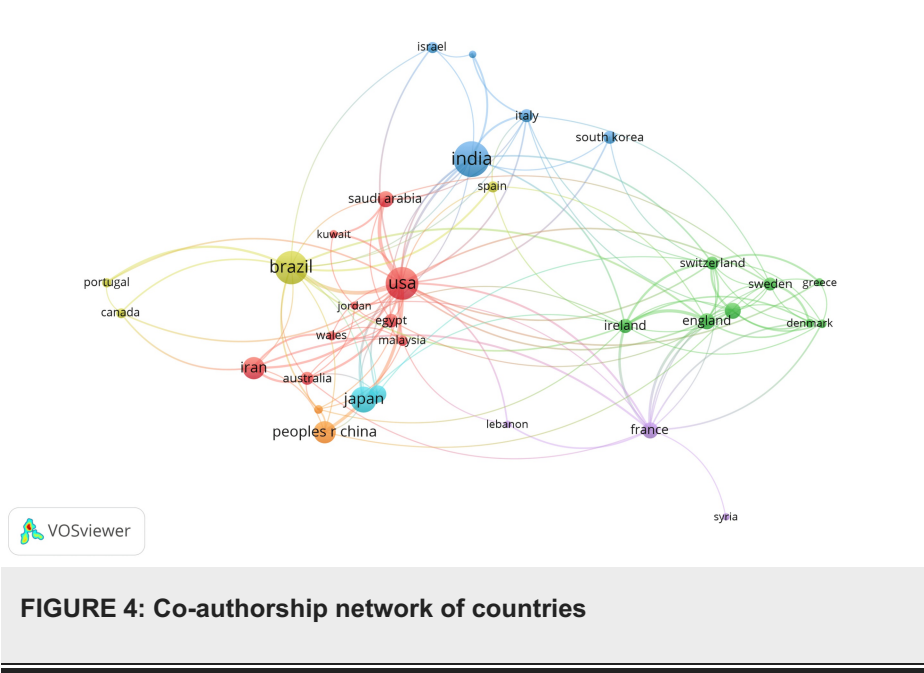 israel
italy
south korea
india
spain
saudi arabia
kuwait
switzerland
brazil
portugal
usa
sweden
greece
jordan
canada
egypt
ireland
england
denmark
wales
malaysia
iran
australia
japan
lebanon
peoples r china
france
syria
VOSviewer
FIGURE 4: Co-authorship network of countries